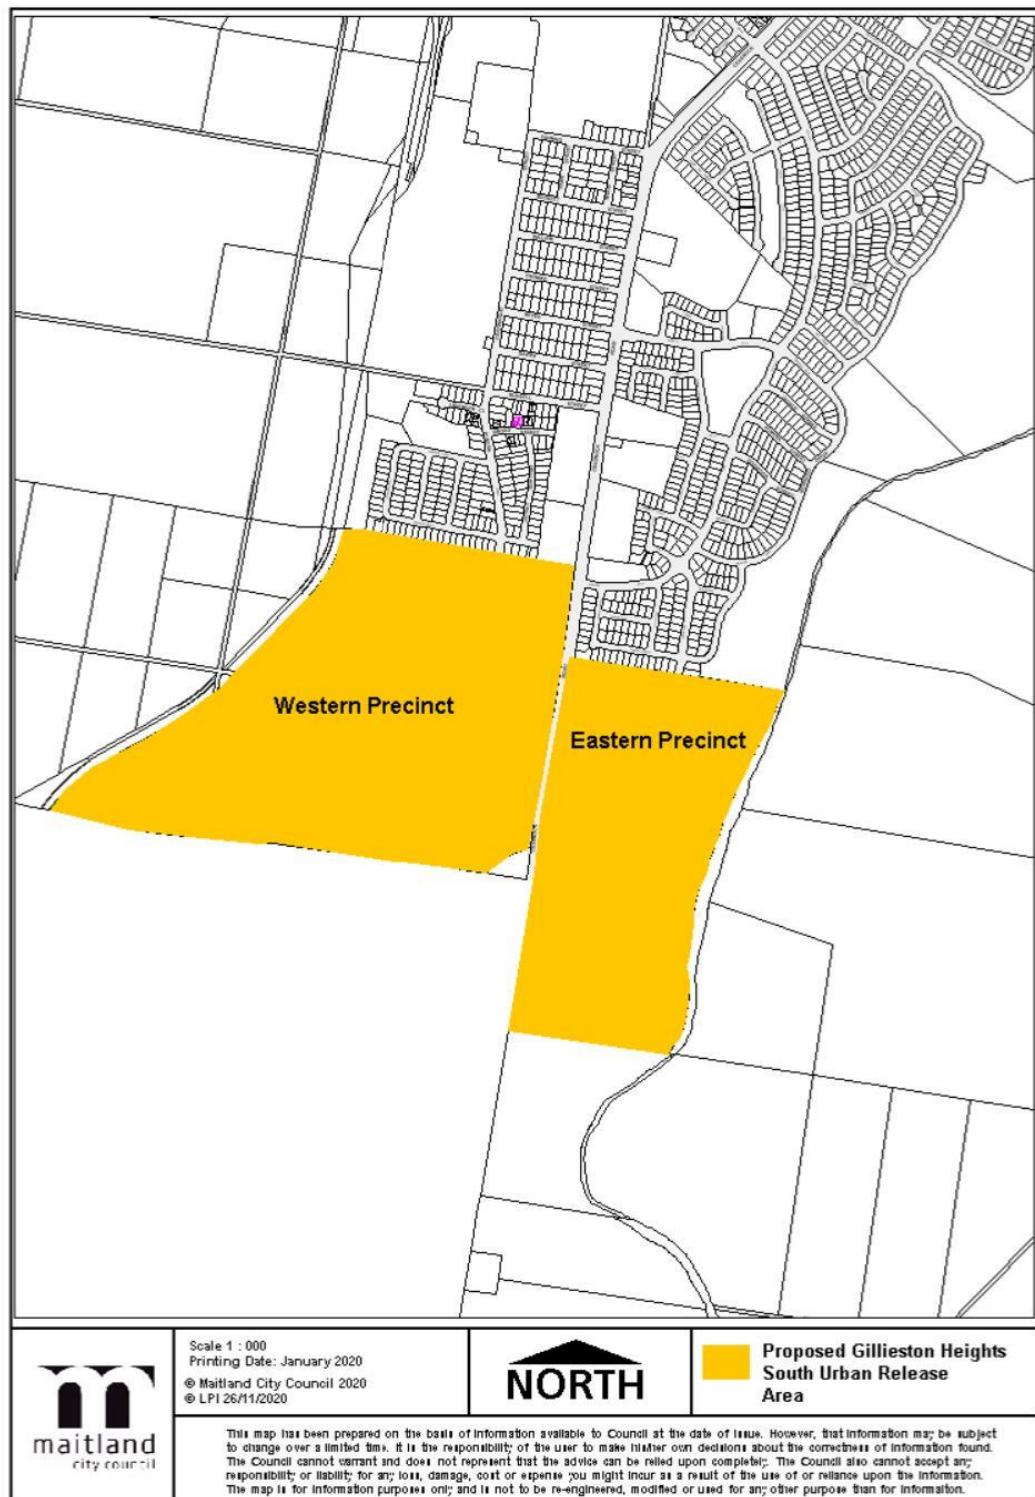 Western Precinct
Eastern Precinct
maitland
city council
Scale 1 : 000
Printing Date: January 2020
© Maitland City Council 2020
© LPI 26/11/2020
NORTH
Proposed Gillieston Heights
South Urban Release
Area
This map has been prepared on the basis of information available to Council at the date of issue. However, that information may be subject
to change over a limited time. It is the responsibility of the user to make his/her own decisions about the correctness of information found.
The Council cannot warrant and does not represent that the advice can be relied upon completely. The Council also cannot accept any
responsibility or liability for any loss, damage, cost or expense you might incur as a result of the use of or reliance upon the information.
The map is for information purposes only and is not to be re-engineered, modified or used for any other purpose than for information.